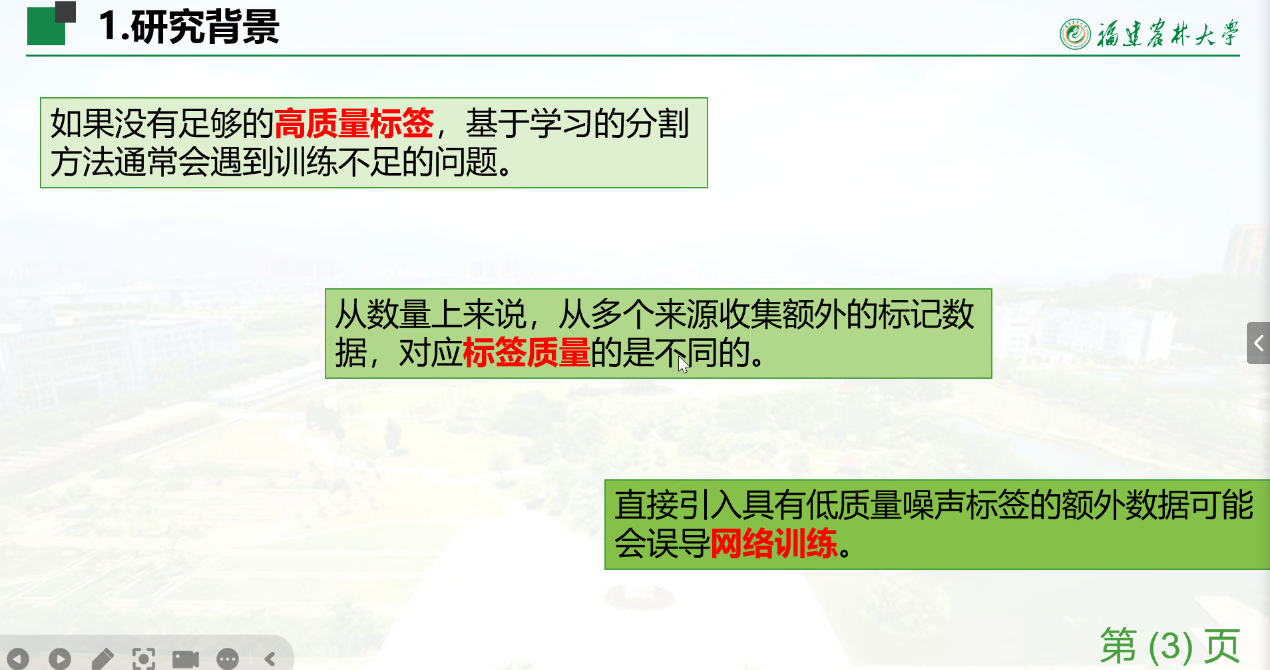 1.研究背景
福建农林大学
如果没有足够的高质量标签，基于学习的分割
方法通常会遇到训练不足的问题。
从数量上来说，从多个来源收集额外的标记数
据，对应标签质量的是不同的。
直接引入具有低质量噪声标签的额外数据可能
会误导网络训练。
第 (3) 页